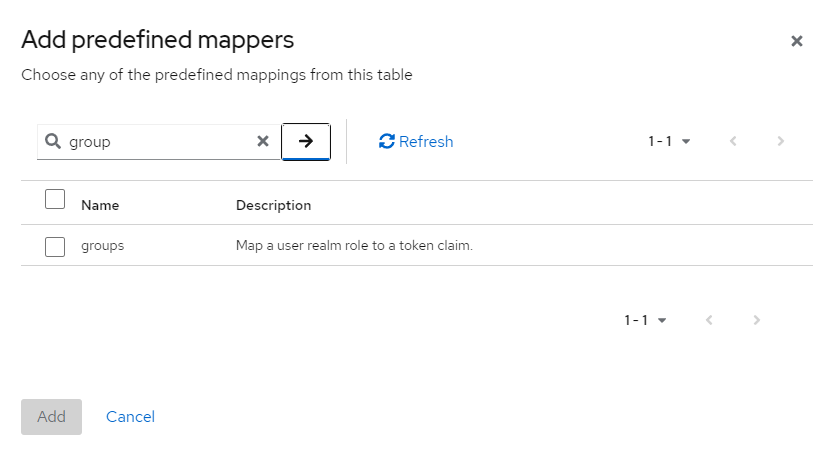 Add predefined mappers
Choose any of the predefined mappings from this table
group
Refresh
1 - 1
Name Description
groups Map a user realm role to a token claim.
1 - 1
Add Cancel